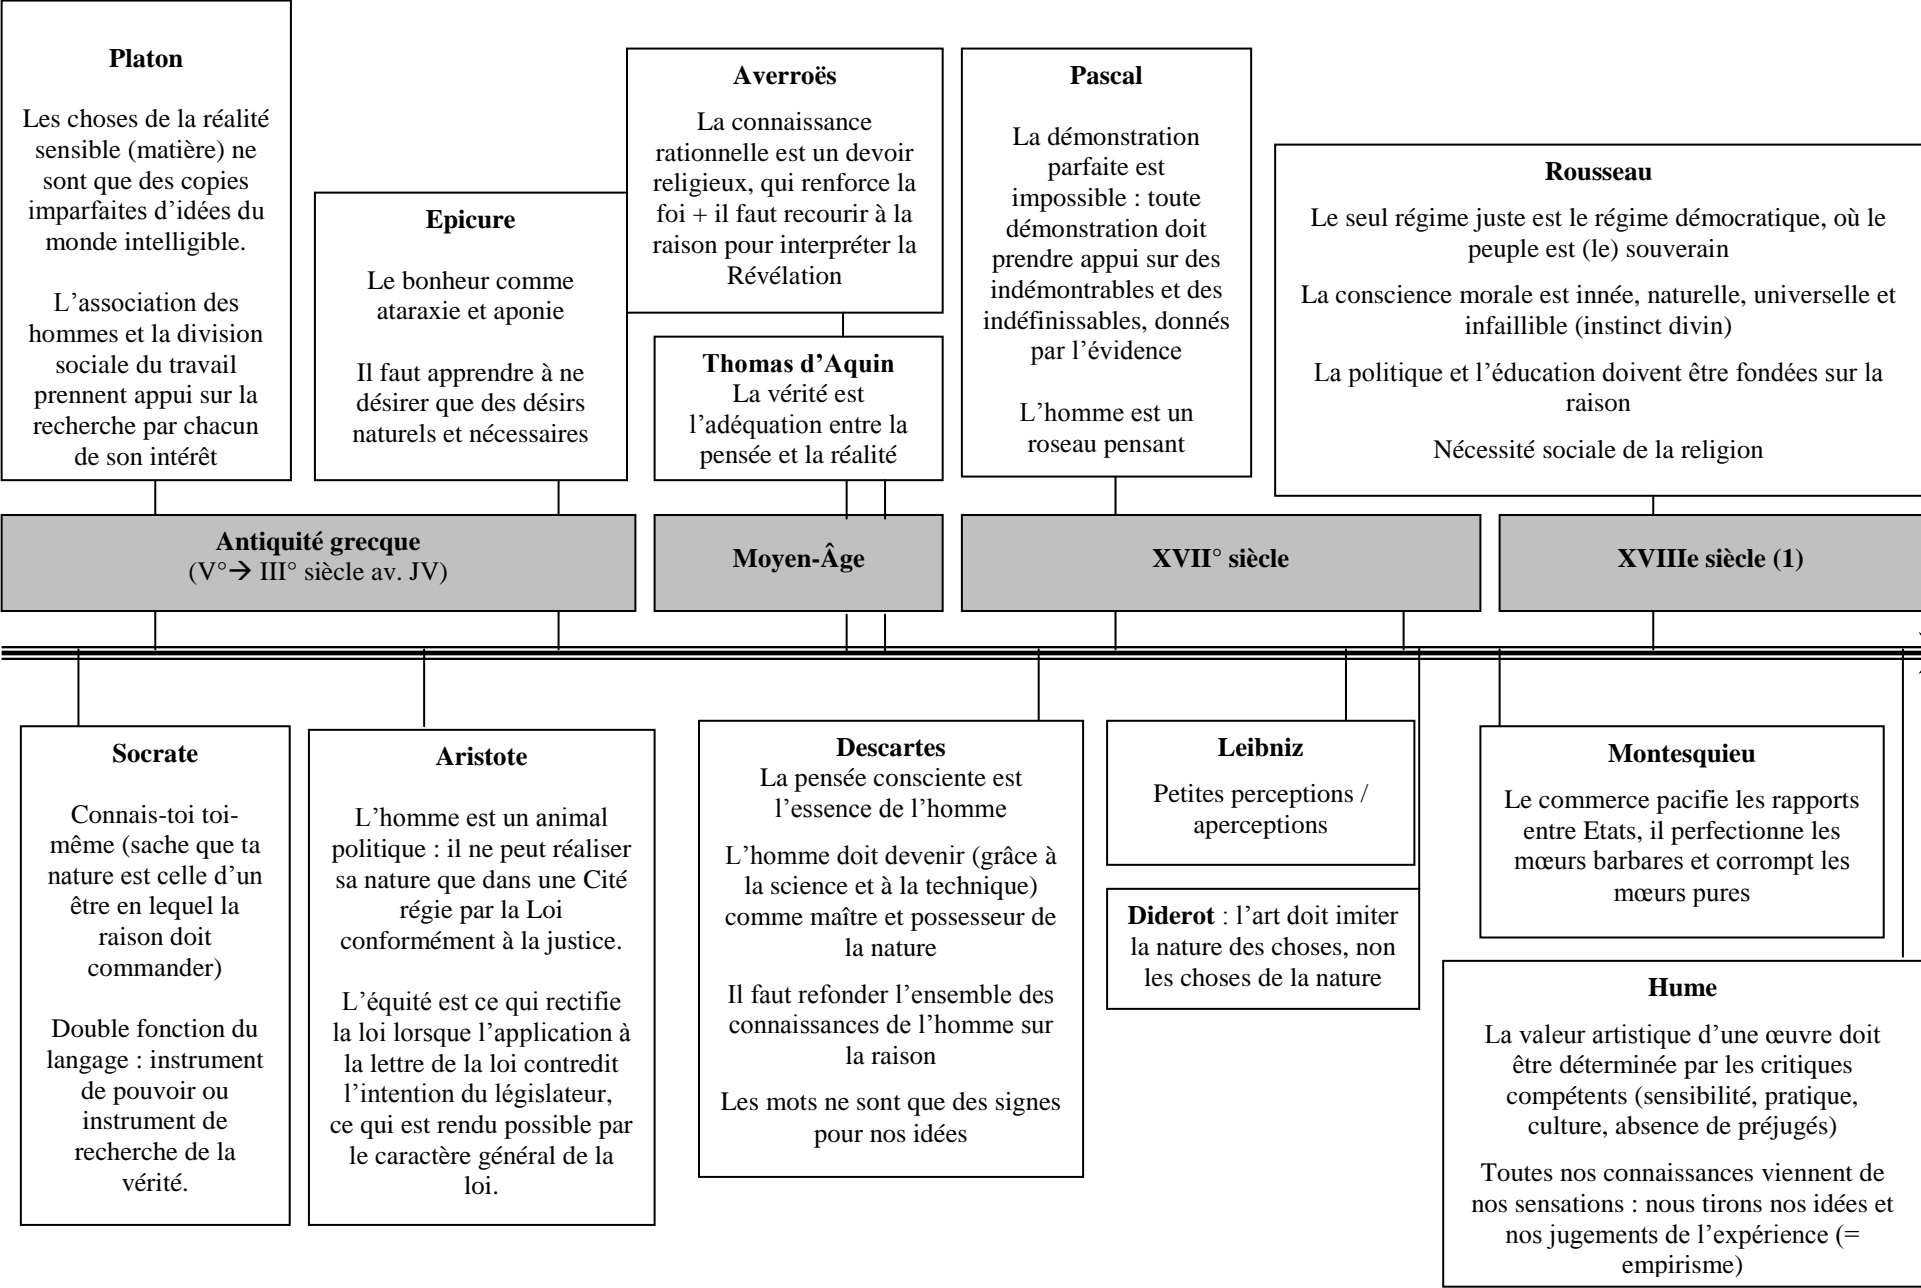 Platon
Les choses de la réalité
sensible (matière) ne
sont que des copies
imparfaites d’idées du
monde intelligible.
L’association des
hommes et la division
sociale du travail
prennent appui sur la
recherche par chacun
de son intérêt
Epicure
Le bonheur comme
ataraxie et aponie
Il faut apprendre à ne
désirer que des désirs
naturels et nécessaires
Averroës
La connaissance
rationnelle est un devoir
religieux, qui renforce la
foi + il faut recourir à la
raison pour interpréter la
Révélation
Thomas d’Aquin
La vérité est
l’adéquation entre la
pensée et la réalité
Pascal
La démonstration
parfaite est
impossible : toute
démonstration doit
prendre appui sur des
indémontrables et des
indéfinissables, donnés
par l’évidence
L’homme est un
roseau pensant
Rousseau
Le seul régime juste est le régime démocratique, où le
peuple est (le) souverain
La conscience morale est innée, naturelle, universelle et
infaillible (instinct divin)
La politique et l’éducation doivent être fondées sur la
raison
Nécessité sociale de la religion
Antiquité grecque
(V°→ III° siècle av. JV)
Moyen-Âge
XVII° siècle
XVIIIe siècle (1)
Socrate
Connais-toi toi-
même (sache que ta
nature est celle d’un
être en lequel la
raison doit
commander)
Double fonction du
langage : instrument
de pouvoir ou
instrument de
recherche de la
vérité.
Aristote
L’homme est un animal
politique : il ne peut réaliser
sa nature que dans une Cité
régie par la Loi
conformément à la justice.
L’équité est ce qui rectifie
la loi lorsque l’application à
la lettre de la loi contredit
l’intention du législateur,
ce qui est rendu possible par
le caractère général de la
loi.
Descartes
La pensée consciente est
l’essence de l’homme
L’homme doit devenir (grâce à
la science et à la technique)
comme maître et possesseur de
la nature
Il faut refonder l’ensemble des
connaissances de l’homme sur
la raison
Les mots ne sont que des signes
pour nos idées
Leibniz
Petites perceptions /
aperceptions
Diderot : l’art doit imiter
la nature des choses, non
les choses de la nature
Montesquieu
Le commerce pacifie les rapports
entre Etats, il perfectionne les
mœurs barbares et corrompt les
mœurs pures
Hume
La valeur artistique d’une œuvre doit
être déterminée par les critiques
compétents (sensibilité, pratique,
culture, absence de préjugés)
Toutes nos connaissances viennent de
nos sensations : nous tirons nos idées et
nos jugements de l’expérience (=
empirisme)